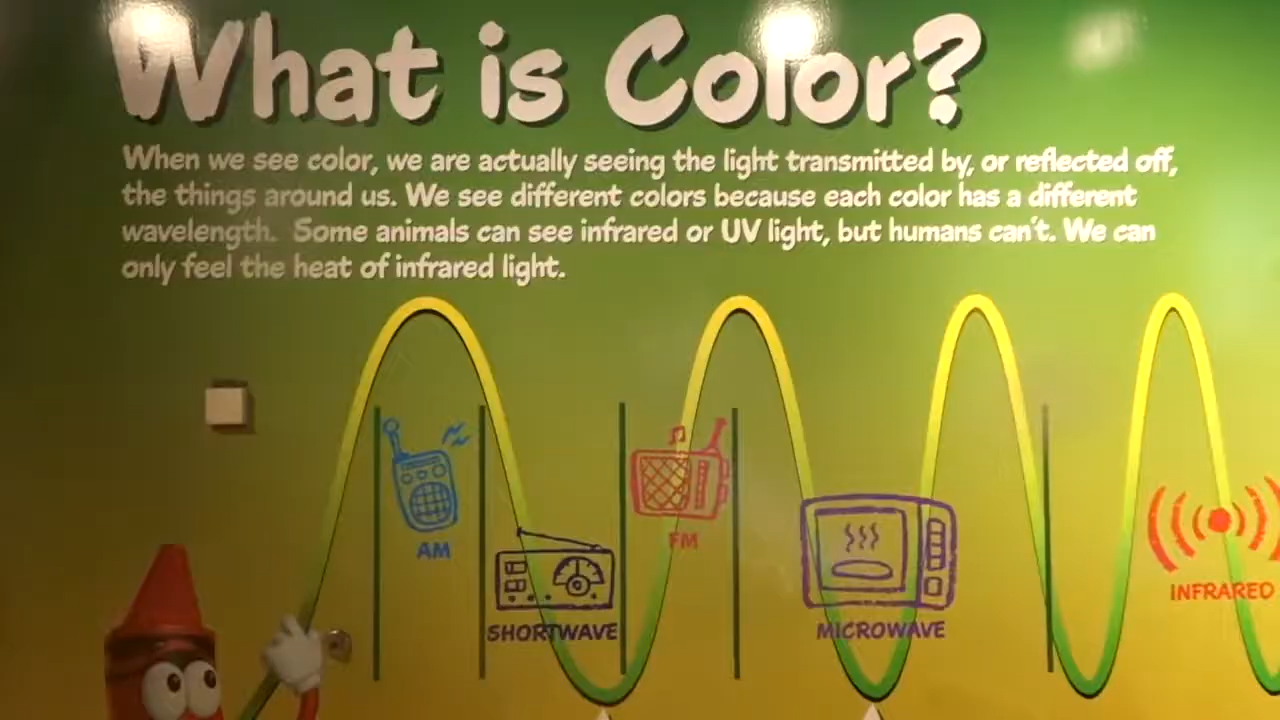 What is Color?
When we see color, we are actually seeing the light transmitted by, or reflected off,
the things around us. We see different colors because each color has a different
wavelength. Some animals can see infrared or UV light, but humans can't. We can
only feel the heat of infrared light.
AM
FM
SHORTWAVE
MICROWAVE
INFRARED